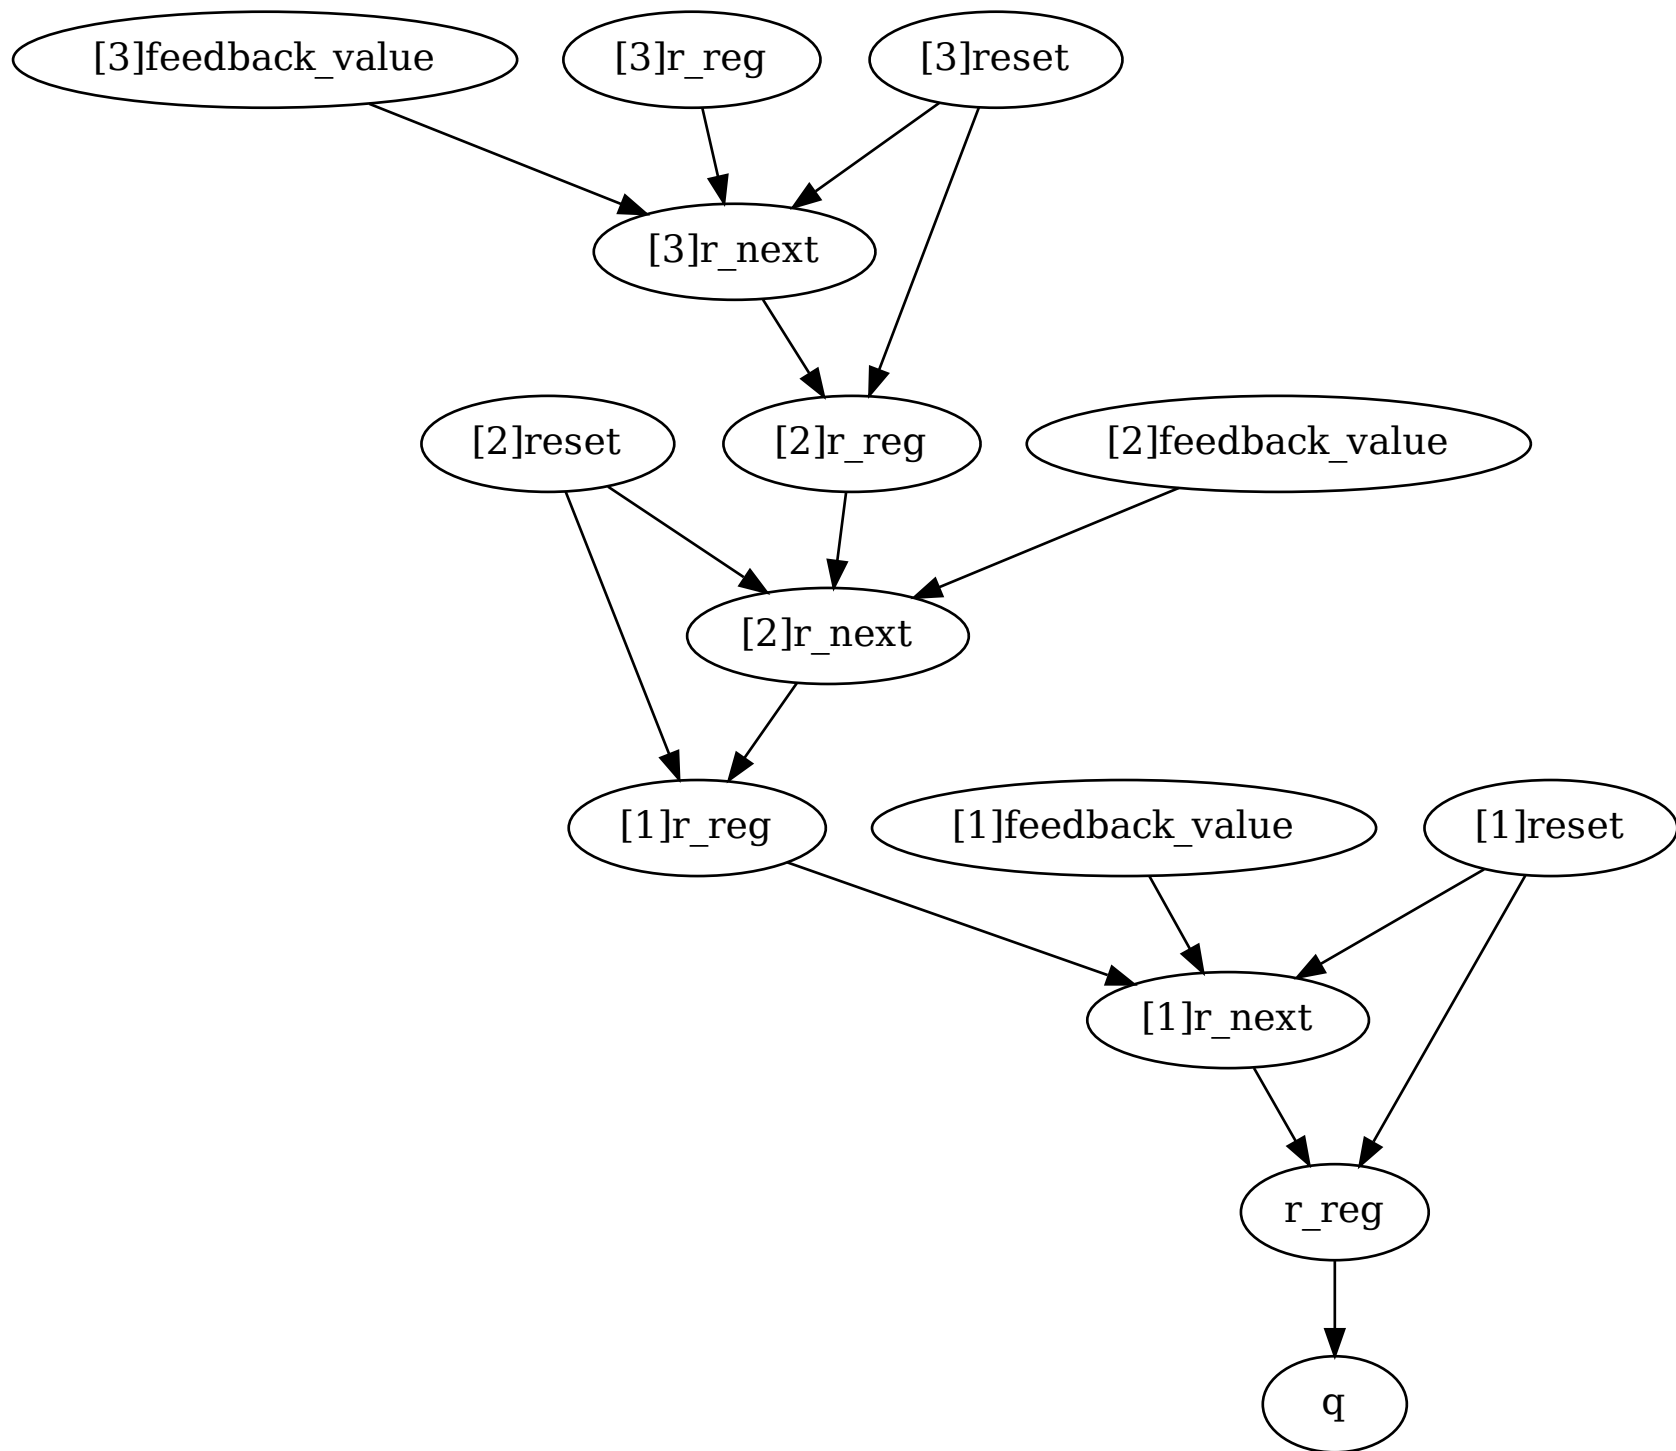 [3]feedback_value
[3]r_reg
[3]reset
[3]r_next
[2]reset
[2]r_reg
[2]feedback_value
[2]r_next
[1]r_reg
[1]feedback_value
[1]reset
[1]r_next
r_reg
q